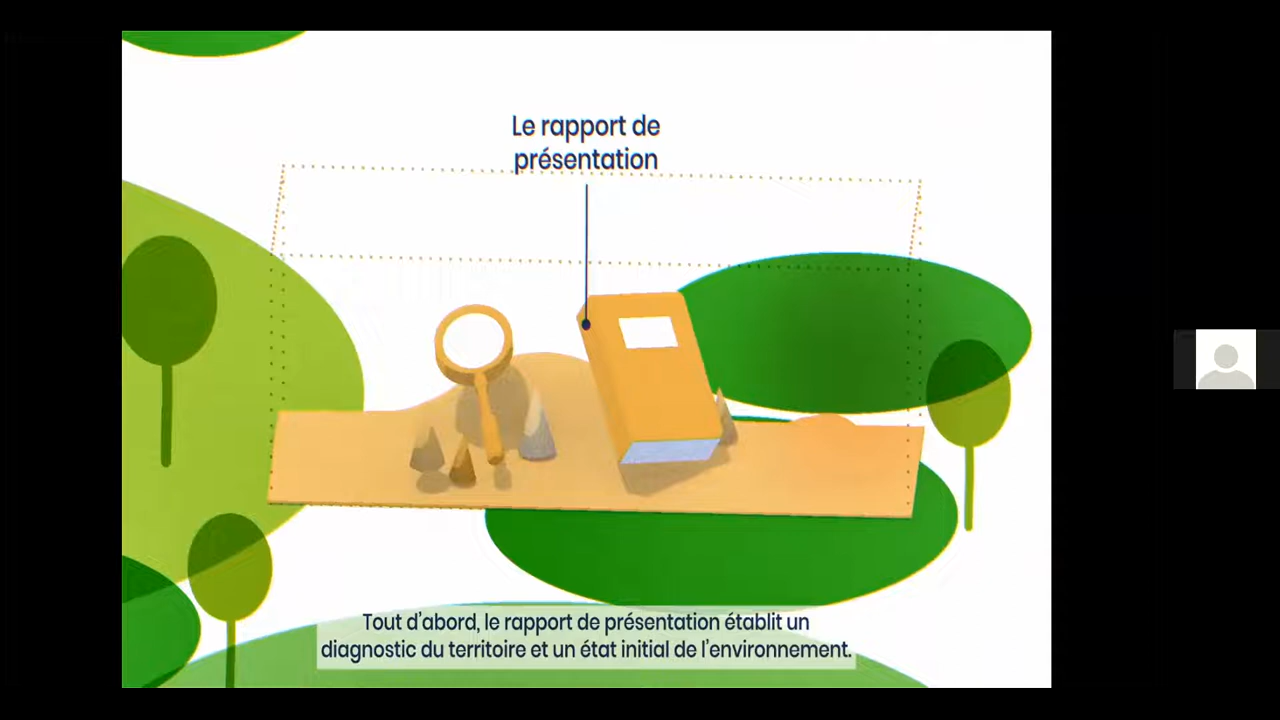 Le rapport de
présentation
Tout d'abord, le rapport de présentation établit un
diagnostic du territoire et un état initial de l'environnement.